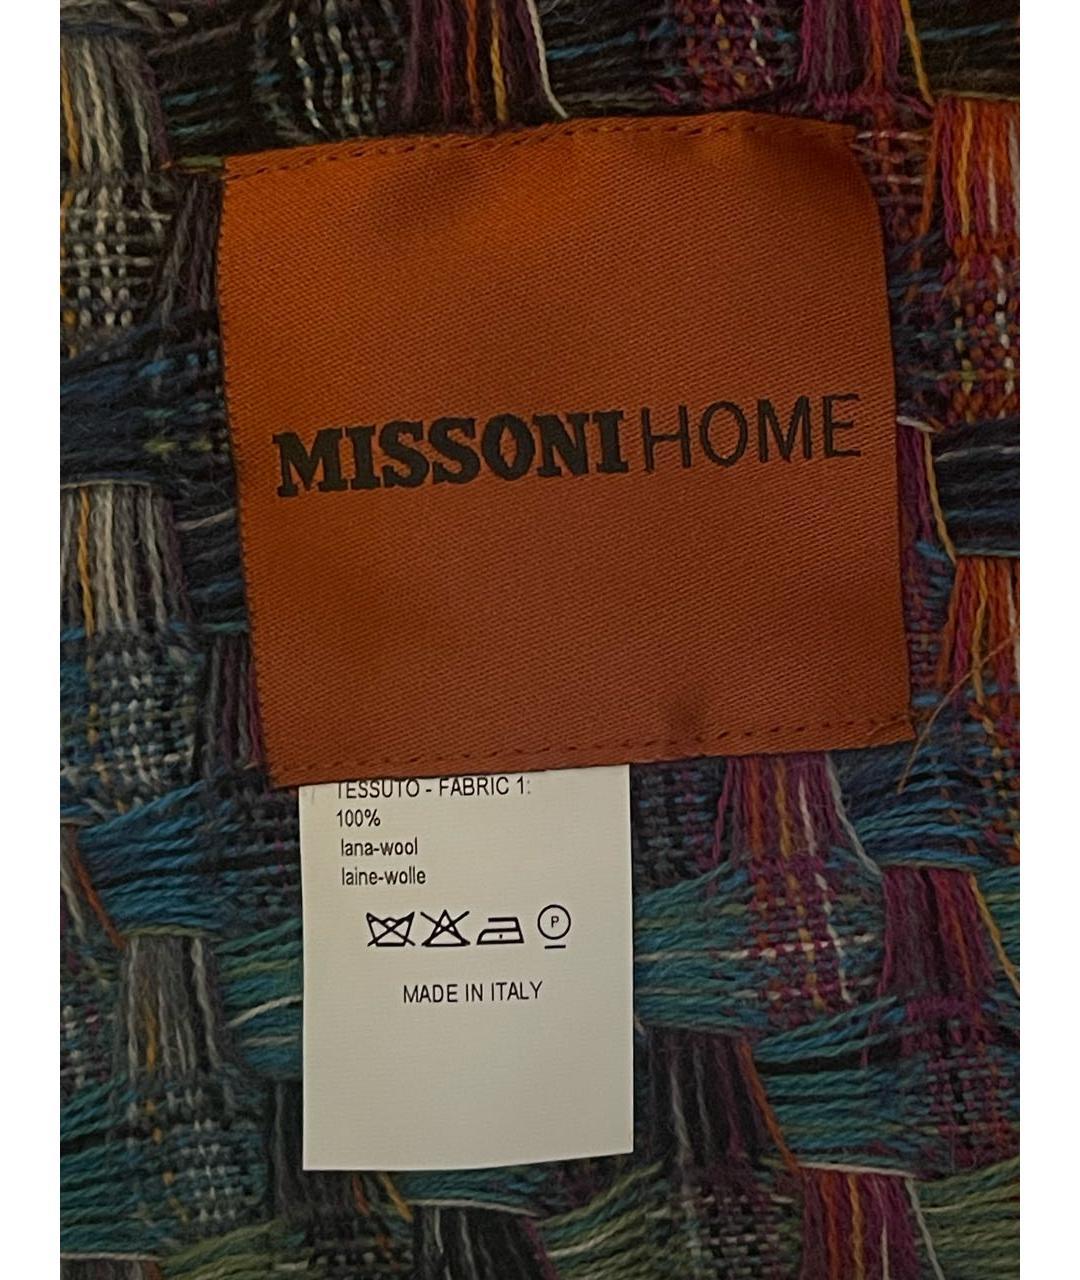 MISSONI HOME
TESSUTO - FABRIC 1:
100%
lana-wool
laine-wolle
P
MADE IN ITALY